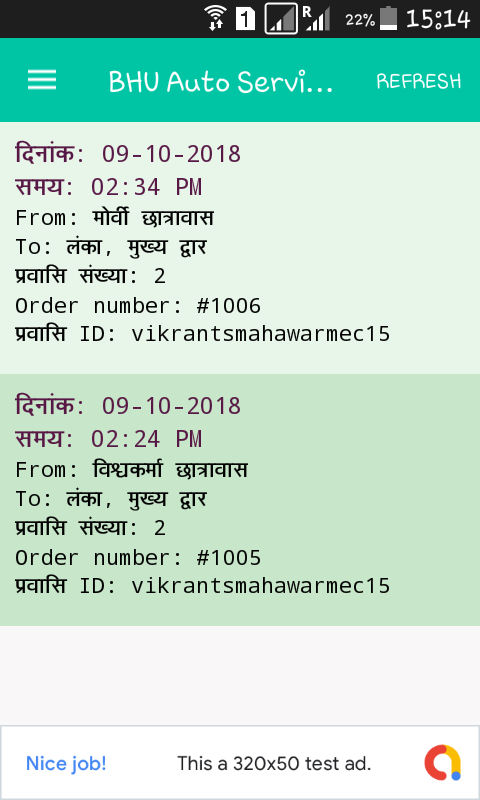 1 R 22% 15:14
BHU Auto Servi... REFRESH
दिनांक: 09-10-2018
समय: 02:34 PM
From: मोर्वी छात्रावास
To: लंका, मुख्य द्वार
प्रवासि संख्या: 2
Order number: #1006
प्रवासि ID: vikrantsmahawarmec15
दिनांक: 09-10-2018
समय: 02:24 PM
From: विश्वकर्मा छात्रावास
To: लंका, मुख्य द्वार
प्रवासि संख्या: 2
Order number: #1005
प्रवासि ID: vikrantsmahawarmec15
Nice job! This a 320x50 test ad.